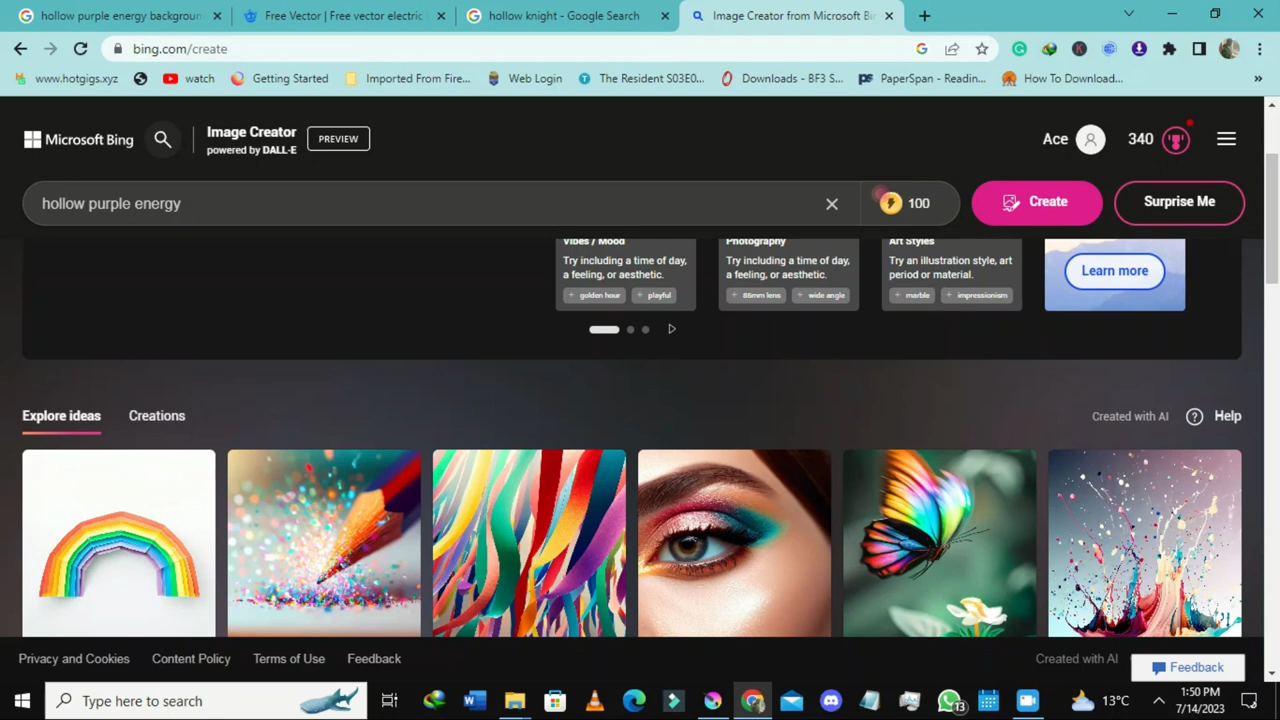 hollow purple energy backgroun
Free Vector | Free vector electric
hollow knight - Google Search
Image Creator from Microsoft Bi
bing.com/create
www.hotgigs.xyz
watch
Getting Started
Imported From Fire...
Web Login
The Resident S03E0...
Downloads - BF3 S...
PaperSpan - Readin...
How To Download...
»
Microsoft Bing
Image Creator
powered by DALL-E
PREVIEW
Ace
340
hollow purple energy
100
Create
Surprise Me
Vibes / Mood
Try including a time of day,
a feeling, or aesthetic.
+ golden hour
+ playful
Photography
Try including a time of day,
a feeling, or aesthetic.
+ 85mm lens
+ wide angle
Art Styles
Try an illustration style, art
period or material.
+ marble
+ impressionism
Learn more
Explore ideas
Creations
Created with AI
Help
Privacy and Cookies
Content Policy
Terms of Use
Feedback
Created with AI
Feedback
Type here to search
13
13°C
1:50 PM
7/14/2023